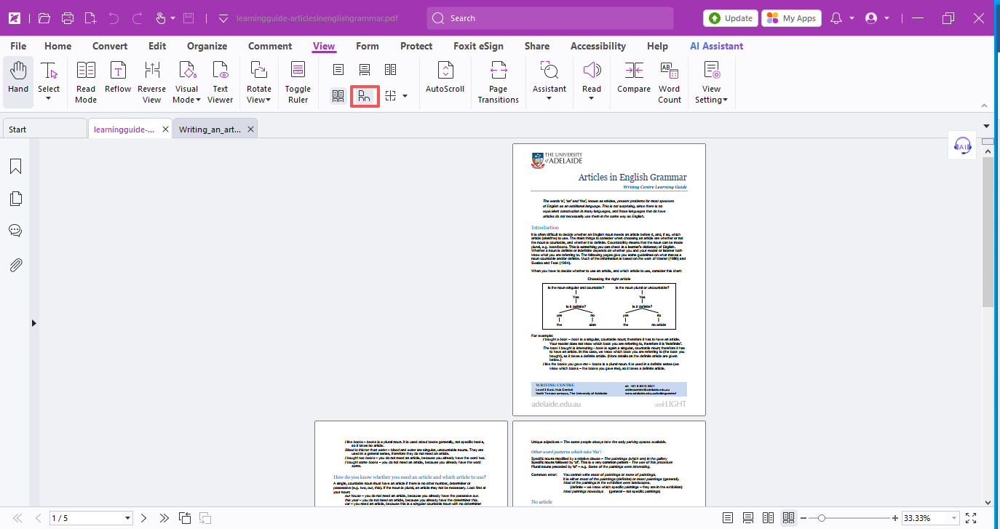 learningguide-articlesinenglishgrammar.pdf
Search
Update
My Apps
File Home Convert Edit Organize Comment View Form Protect Foxit eSign Share Accessibility Help AI Assistant
Hand
Select
Read Mode
Reflow
Reverse View
Visual Mode
Text Viewer
Rotate View
Toggle Ruler
AutoScroll
Page Transitions
Assistant
Read
Compare
Word Count
View Setting
Start
learningguide-...
Writing_an_art...
AI
THE UNIVERSITY
of ADELAIDE
Articles in English Grammar
Writing Centre Learning Guide
The words 'a', 'an' and 'the', known as articles, present problems for most speakers
of English as an additional language. This is not surprising, since there is no
equivalent construction in many languages, and those languages that do have
articles do not necessarily use them in the same way as English.
Introduction
It is often difficult to decide whether an English noun needs an article before it, and, if so, which
article (a/an/the) to use. The main things to consider when choosing an article are whether or not
the noun is countable, and whether it is definite. Countability means that the noun can be made
plural, e.g. book/books. This is something you can check in a learner's dictionary of English.
Whether a noun is definite or indefinite depends on whether you and your reader or listener both
know what you are referring to. The following pages give you some guidelines on what makes a
noun countable and/or definite. Much of the information is based on the work of Master (1986) and
Swales and Feak (1994).
When you have to decide whether to use an article, and which article to use, consider this chart:
Choosing the right article
Is the noun singular and countable? Is the noun plural or uncountable?
Yes Yes
Is it definite? Is it definite?
yes no yes no
the a/an the no article
For example:
I bought a book – book is a singular, countable noun; therefore it has to have an article.
Your reader does not know which book you are referring to, therefore it is 'indefinite'.
The book I bought is interesting - book is again a singular, countable noun; therefore it has
to have an article. In this case, we know which book you are referring to (the book you
bought), so it takes a definite article. (More details on the definite article are given
below.)
I like the books you gave me – books is a plural noun. It is used in a definite sense (we
know which books – the books you gave), so it takes a definite article.
WRITING CENTRE
Level 3 East, Hub Central
North Terrace campus, The University of Adelaide
ph +61 8 8313 3021
writingcentre@adelaide.edu.au
www.adelaide.edu.au/writingcentre/
adelaide.edu.au
seek LIGHT
I like books – books is a plural noun. It is used about books generally, not specific books,
so it takes no article.
Blood is thicker than water – blood and water are singular, uncountable nouns. They are
used in a general sense, therefore they do not need an article.
I bought two books – you do not need an article, because you already have the word two.
I bought some books – you do not need an article, because you already have the word
some.
How do you know whether you need an article and which article to use?
A single, countable noun must have an article if there is no other number, determiner or
possessive (e.g. two, our, this). If the noun is plural, an article may not be necessary. Look first at
your noun:
our house – you do not need an article, because you already have the possessive our.
this year – you do not need an article, because you already have the determiner this.
car – you need an article, because this is a singular countable noun with no determiner
Unique adjectives – The same people always take the only parking spaces available.
Other word patterns which take 'the':
Specific nouns modified by a relative clause – The paintings (which are) in the gallery
Specific nouns followed by 'of'. This is a very common pattern - The use of this procedure
Plural nouns preceded by 'of' – e.g. Some of the paintings were interesting.
Common error: You cannot write most of paintings or none of paintings.
It is either most of the paintings (definite) or most paintings (general).
Most of the paintings in the exhibition were landscapes.
(definite – we know which specific paintings – they are in the exhibition)
Most paintings nowadays (general – not specific paintings)
No article
1 / 5
33.33%